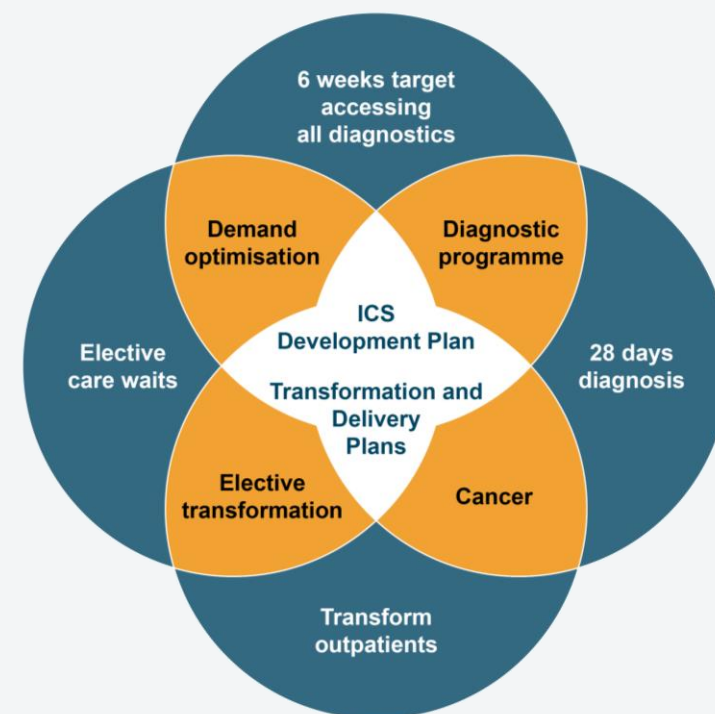 6 weeks target
accessing
all diagnostics
Demand
optimisation
Diagnostic
programme
ICS
Development Plan
Elective
care waits
28 days
diagnosis
Transformation and
Delivery
Plans
Elective
transformation
Cancer
Transform
outpatients